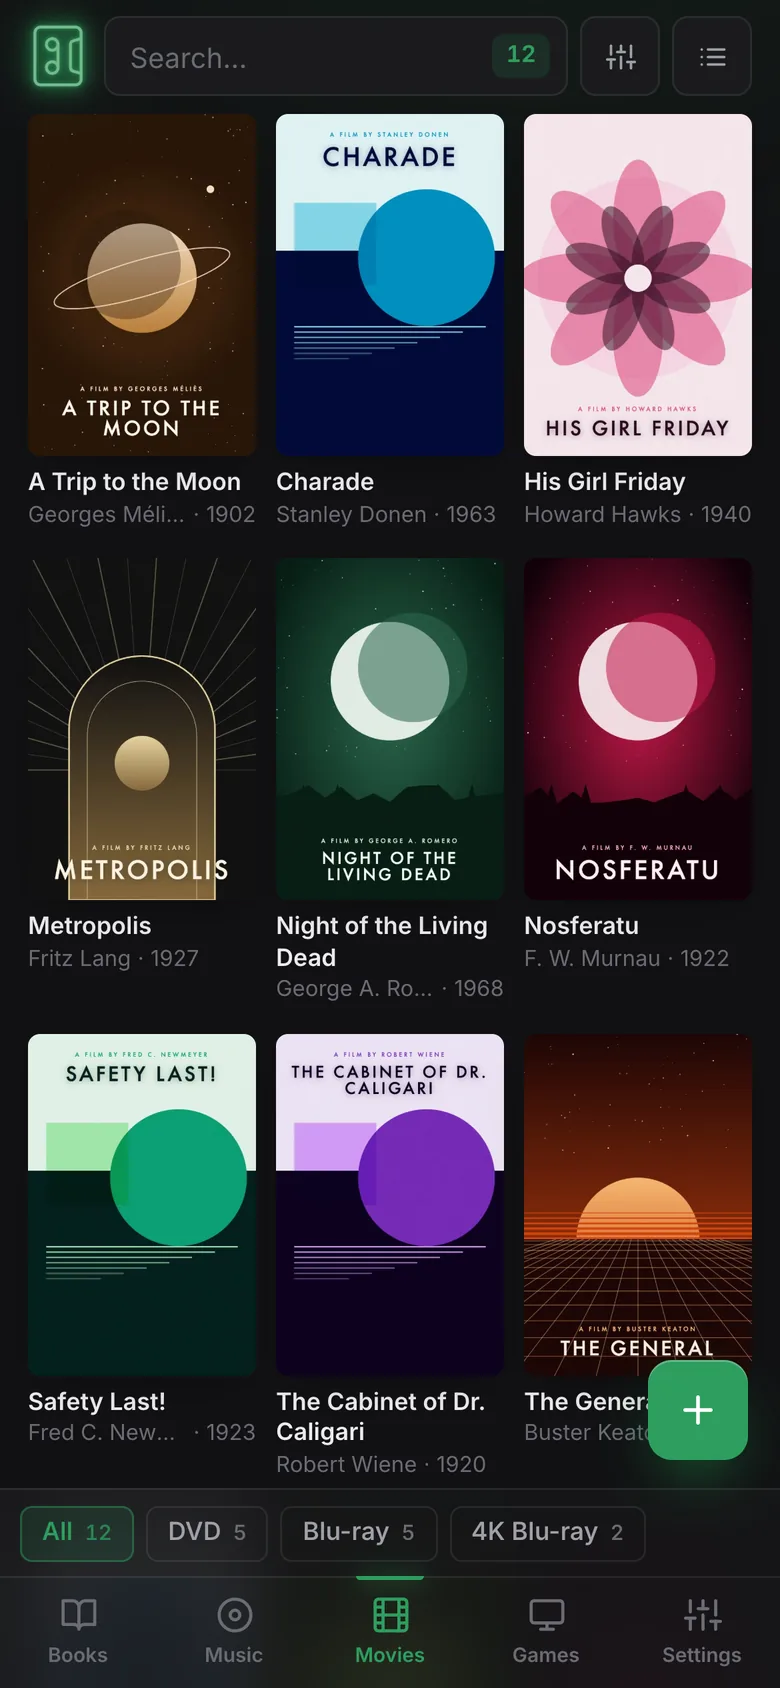 Search...
12
A FILM BY GEORGES MÉLIÈS
A TRIP TO THE
MOON
A Trip to the Moon
Georges Méli... · 1902
A FILM BY STANLEY DONEN
CHARADE
Charade
Stanley Donen · 1963
A FILM BY HOWARD HAWKS
HIS GIRL FRIDAY
His Girl Friday
Howard Hawks · 1940
A FILM BY FRITZ LANG
METROPOLIS
Metropolis
Fritz Lang · 1927
A FILM BY GEORGE A. ROMERO
NIGHT OF THE
LIVING DEAD
Night of the Living
Dead
George A. Ro... · 1968
A FILM BY F. W. MURNAU
NOSFERATU
Nosferatu
F. W. Murnau · 1922
A FILM BY FRED C. NEWMEYER
SAFETY LAST!
Safety Last!
Fred C. New... · 1923
A FILM BY ROBERT WIENE
THE CABINET OF DR.
CALIGARI
The Cabinet of Dr.
Caligari
Robert Wiene · 1920
A FILM BY BUSTER KEATON
THE GENERAL
The Genera
Buster Keato
All 12
DVD 5
Blu-ray 5
4K Blu-ray 2
Books
Music
Movies
Games
Settings